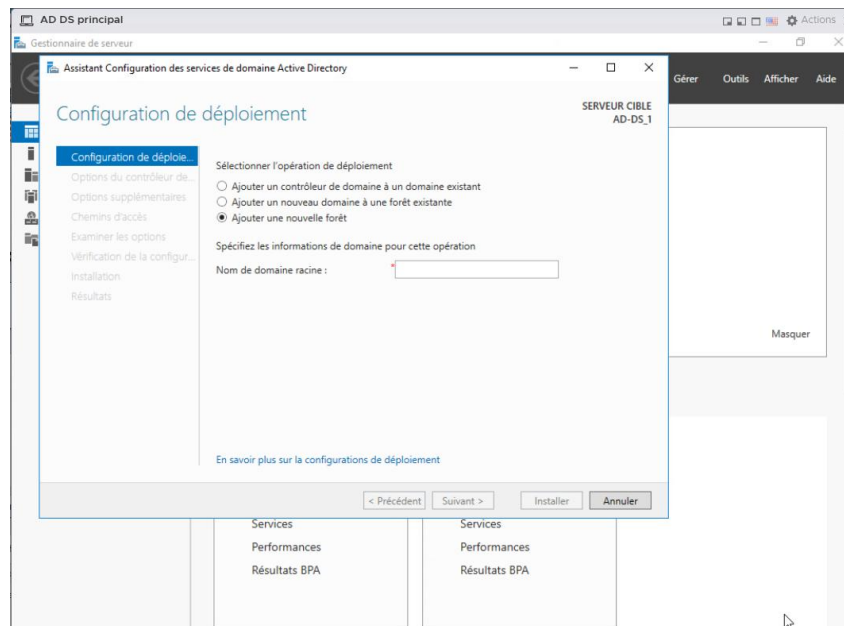 AD DS principal
Actions
Gestionnaire de serveur
Assistant Configuration des services de domaine Active Directory
Gérer Outils Afficher Aide
Configuration de déploiement
SERVEUR CIBLE
AD-DS_1
Configuration de déploie...
Options du contrôleur de...
Options supplémentaires
Chemins d'accès
Examiner les options
Vérification de la configur...
Installation
Résultats
Sélectionner l'opération de déploiement
Ajouter un contrôleur de domaine à un domaine existant
Ajouter un nouveau domaine à une forêt existante
Ajouter une nouvelle forêt
Spécifiez les informations de domaine pour cette opération
Nom de domaine racine : *
Masquer
En savoir plus sur la configurations de déploiement
< Précédent Suivant > Installer Annuler
Services Services
Performances Performances
Résultats BPA Résultats BPA